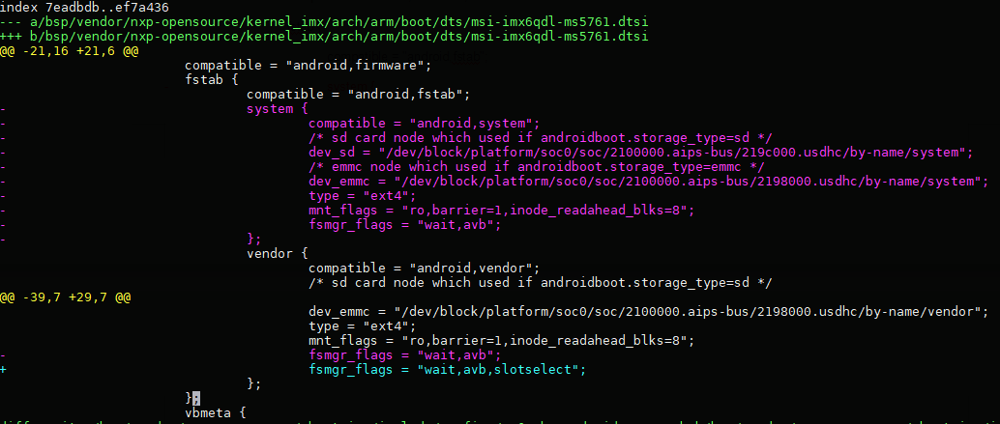 index 7eadbdb..ef7a436
--- a/bsp/vendor/nxp-opensource/kernel_imx/arch/arm/boot/dts/msi-imx6qdl-ms5761.dtsi
+++ b/bsp/vendor/nxp-opensource/kernel_imx/arch/arm/boot/dts/msi-imx6qdl-ms5761.dtsi
@@ -21,16 +21,6 @@
                        compatible = "android,firmware";
                        fstab {
                                compatible = "android,fstab";
-                               system {
-                                       compatible = "android,system";
-                                       /* sd card node which used if androidboot.storage_type=sd */
-                                       dev_sd = "/dev/block/platform/soc0/soc/2100000.aips-bus/219c000.usdhc/by-name/system";
-                                       /* emmc node which used if androidboot.storage_type=emmc */
-                                       dev_emmc = "/dev/block/platform/soc0/soc/2100000.aips-bus/2198000.usdhc/by-name/system";
-                                       type = "ext4";
-                                       mnt_flags = "ro,barrier=1,inode_readahead_blks=8";
-                                       fsmgr_flags = "wait,avb";
-                               };
                                vendor {
                                        compatible = "android,vendor";
                                        /* sd card node which used if androidboot.storage_type=sd */
@@ -39,7 +29,7 @@
                                        dev_emmc = "/dev/block/platform/soc0/soc/2100000.aips-bus/2198000.usdhc/by-name/vendor";
                                        type = "ext4";
                                        mnt_flags = "ro,barrier=1,inode_readahead_blks=8";
-                                       fsmgr_flags = "wait,avb";
+                                       fsmgr_flags = "wait,avb,slotselect";
                                };
                        };
                        vbmeta {